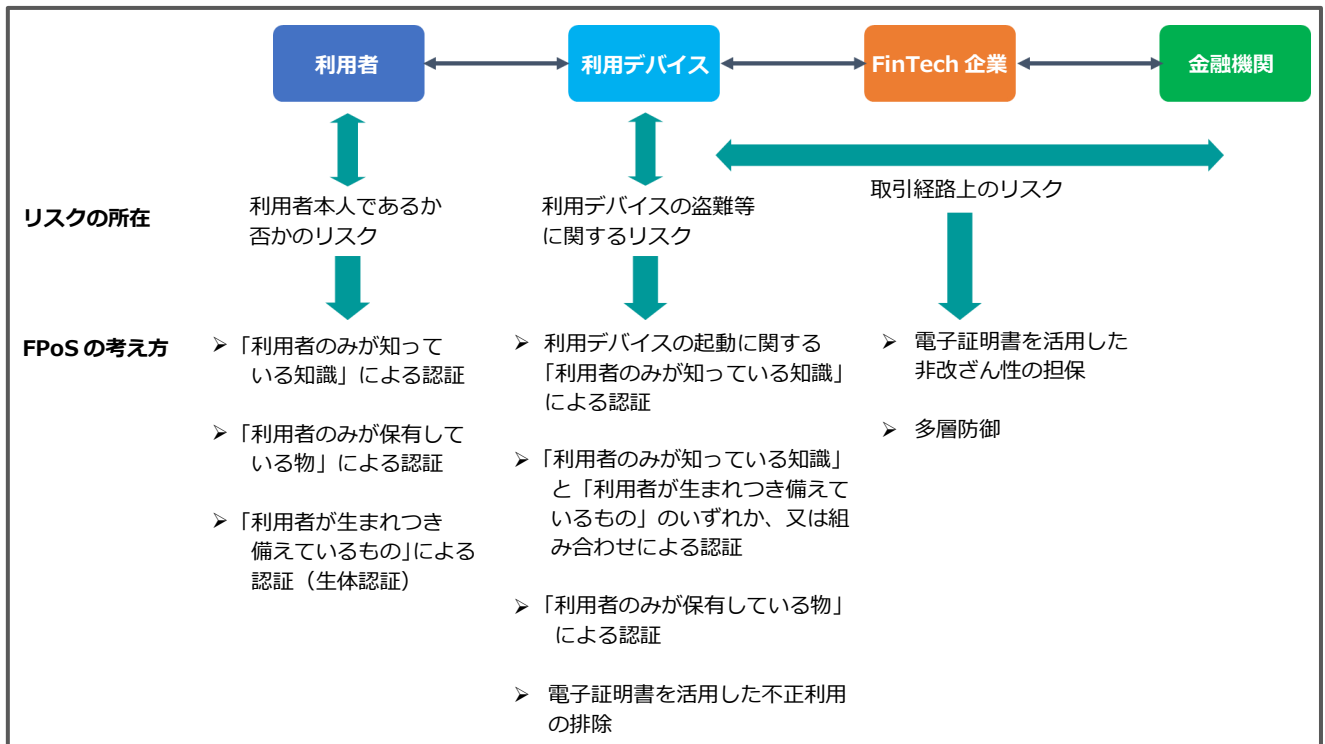 利用者
利用デバイス
FinTech 企業
金融機関
リスクの所在
利用者本人であるか
否かのリスク
利用デバイスの盗難等
に関するリスク
取引経路上のリスク
FPoS の考え方
➢「利用者のみが知って
いる知識」による認証
➢「利用者のみが保有して
いる物」による認証
➢「利用者が生まれつき
備えているもの」による
認証（生体認証）
➢ 利用デバイスの起動に関する
「利用者のみが知っている知識」
による認証
➢「利用者のみが知っている知識」
と「利用者が生まれつき備えて
いるもの」のいずれか、又は組
み合わせによる認証
➢「利用者のみが保有している物」
による認証
➢ 電子証明書を活用した不正利用
の排除
➢ 電子証明書を活用した
非改ざん性の担保
➢ 多層防御